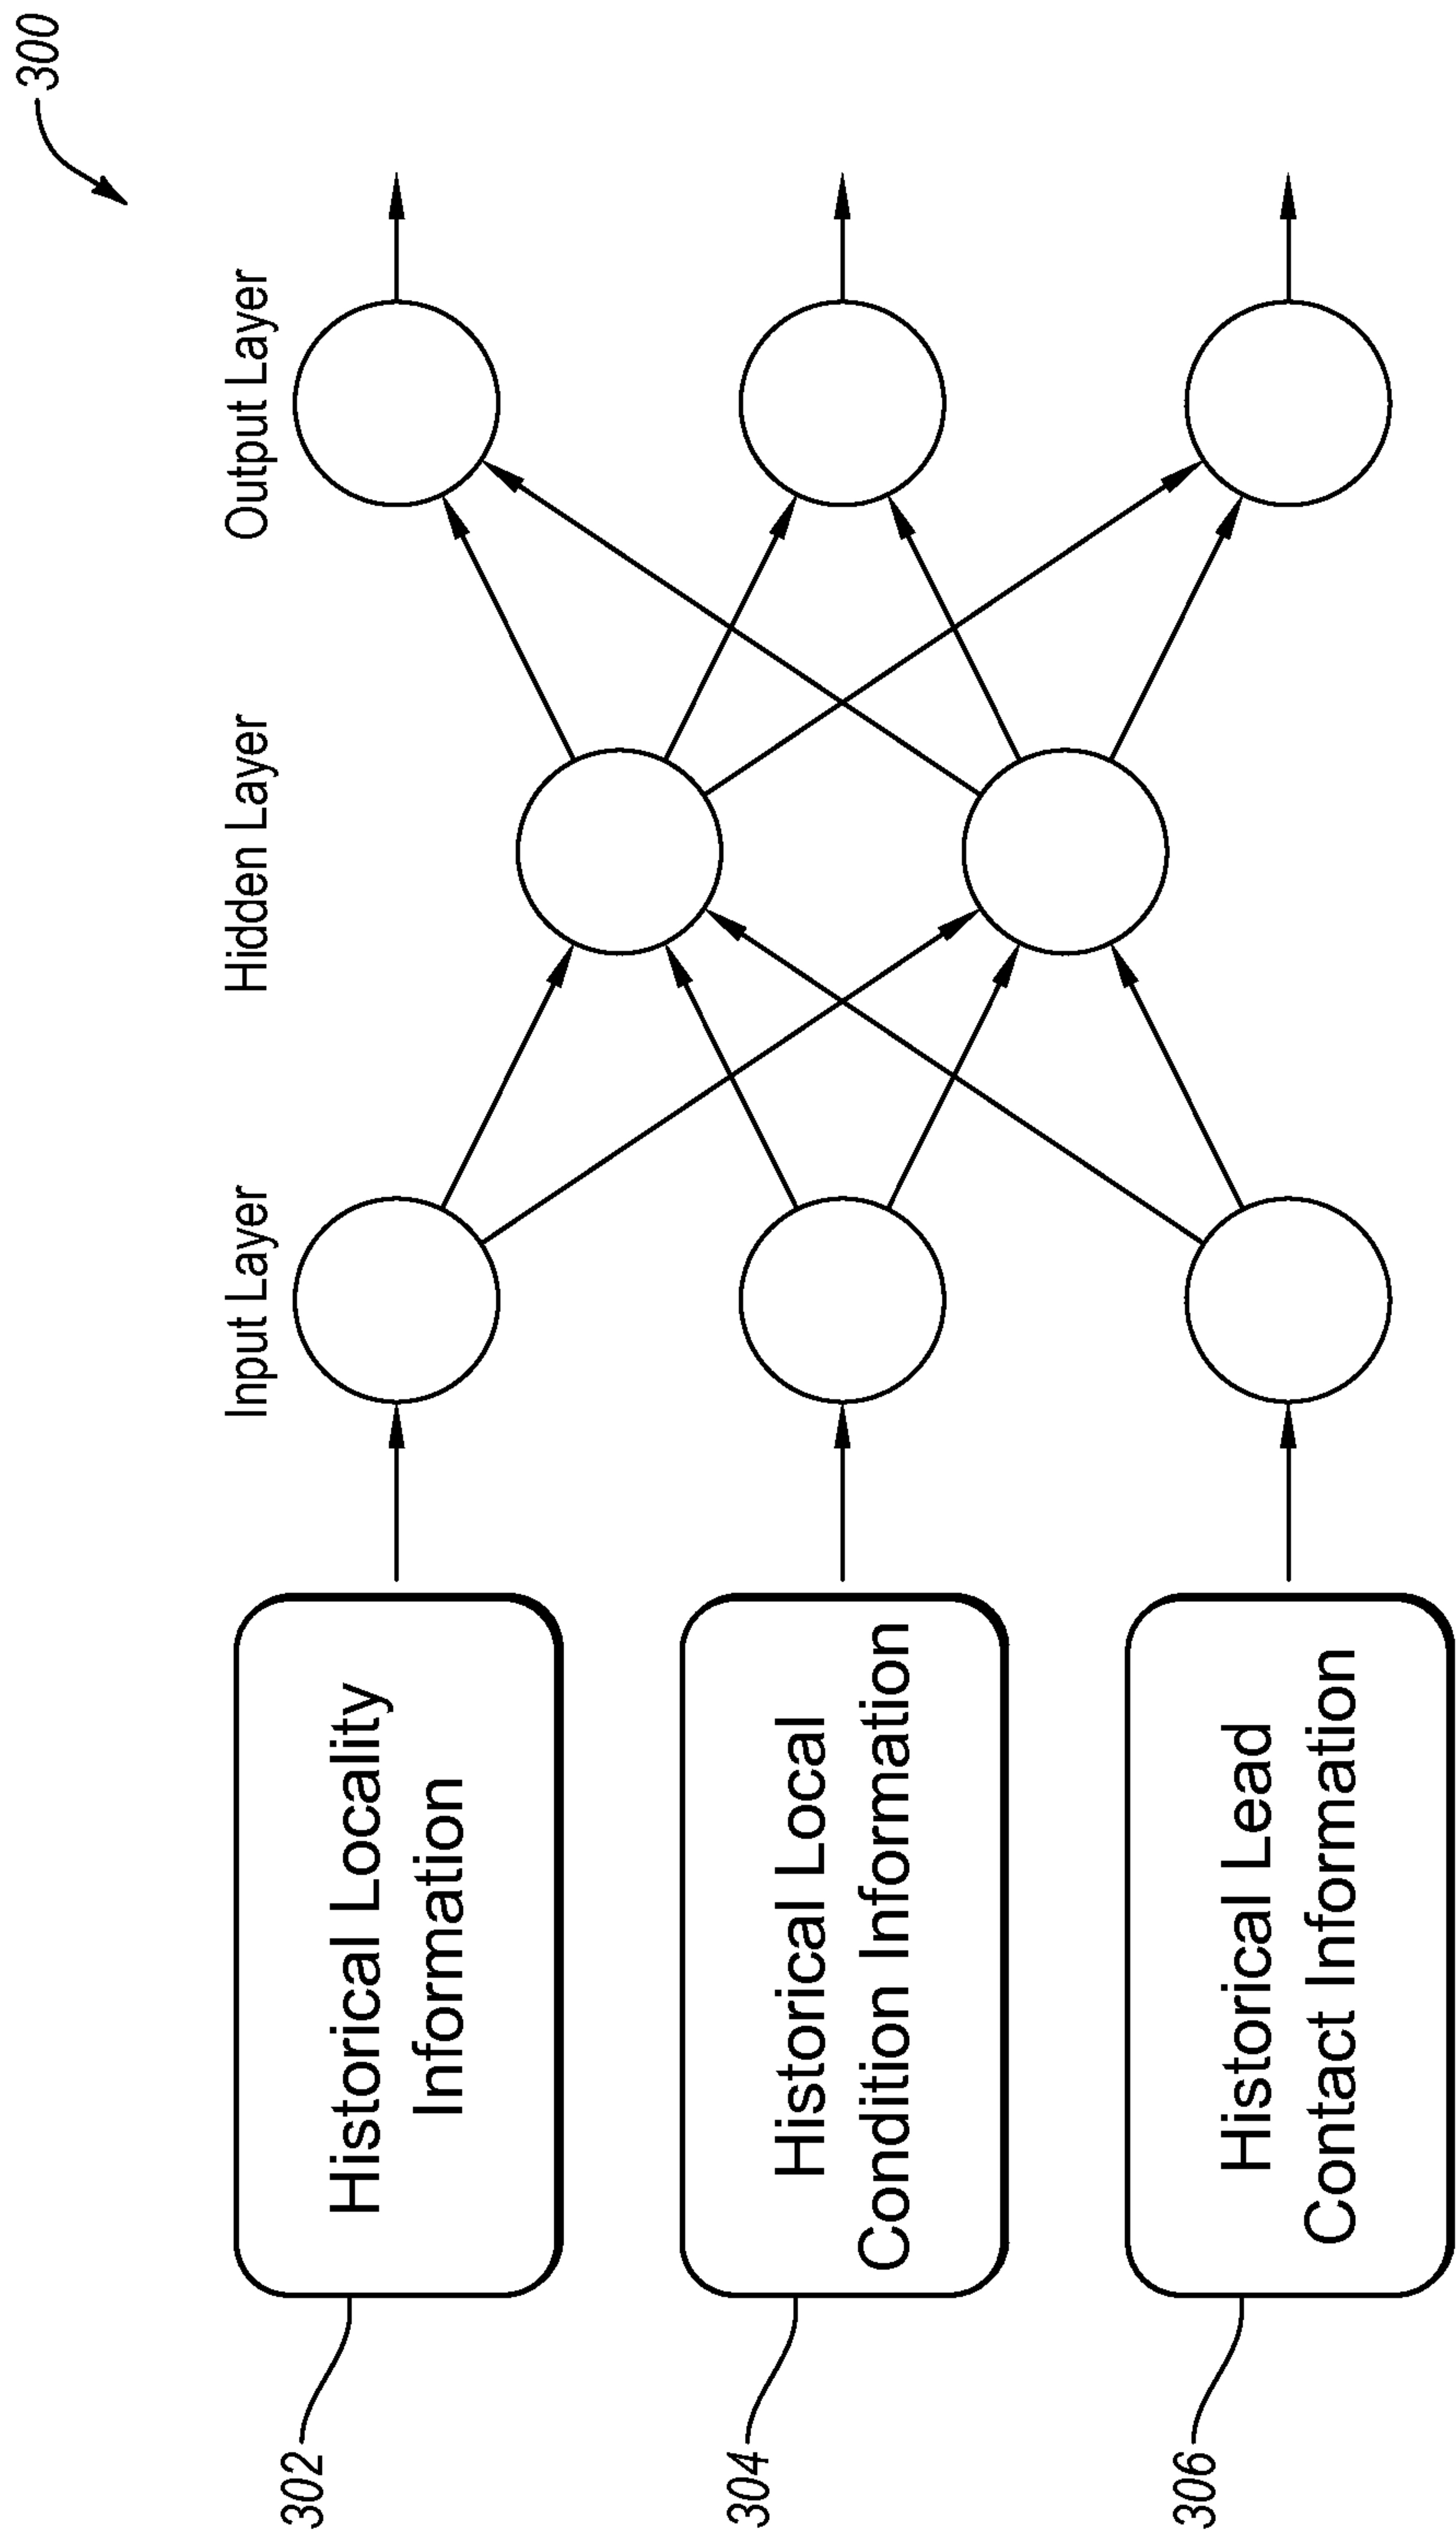 300
Input Layer
Hidden Layer
Output Layer
302
Historical Locality
Information
304
Historical Local
Condition Information
306
Historical Lead
Contact Information